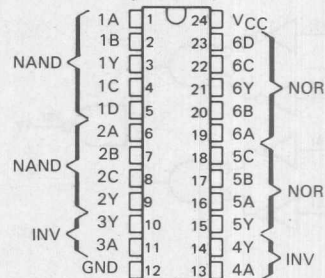 1A 1 24 VCC
1B 2 23 6D
1Y 3 22 6C
NAND
1C 4 21 6Y NOR
1D 5 20 6B
2A 6 19 6A
2B 7 18 5C
NAND
2C 8 17 5B
NOR
2Y 9 16 5A
3Y 10 15 5Y
INV
3A 11 14 4Y
INV
GND 12 13 4A